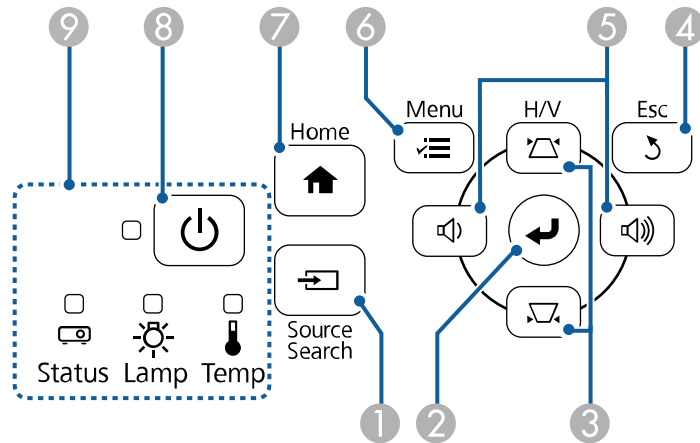 9
8
7
6
5
4
Menu
H/V
Esc
Home
Source
Search
Status
Lamp
Temp
1
2
3